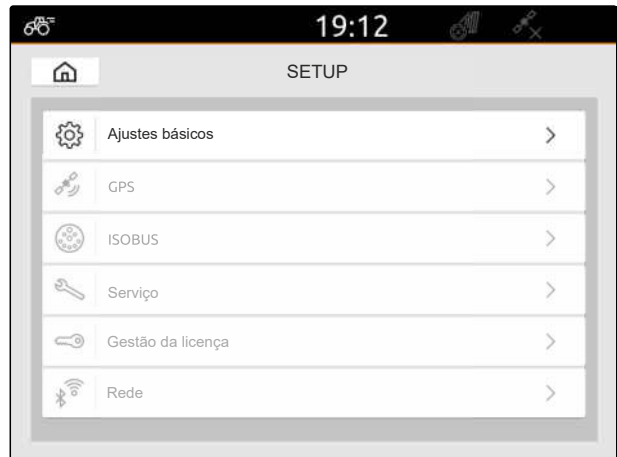 19:12
SETUP
Ajustes básicos
GPS
ISOBUS
Serviço
Gestão da licença
Rede